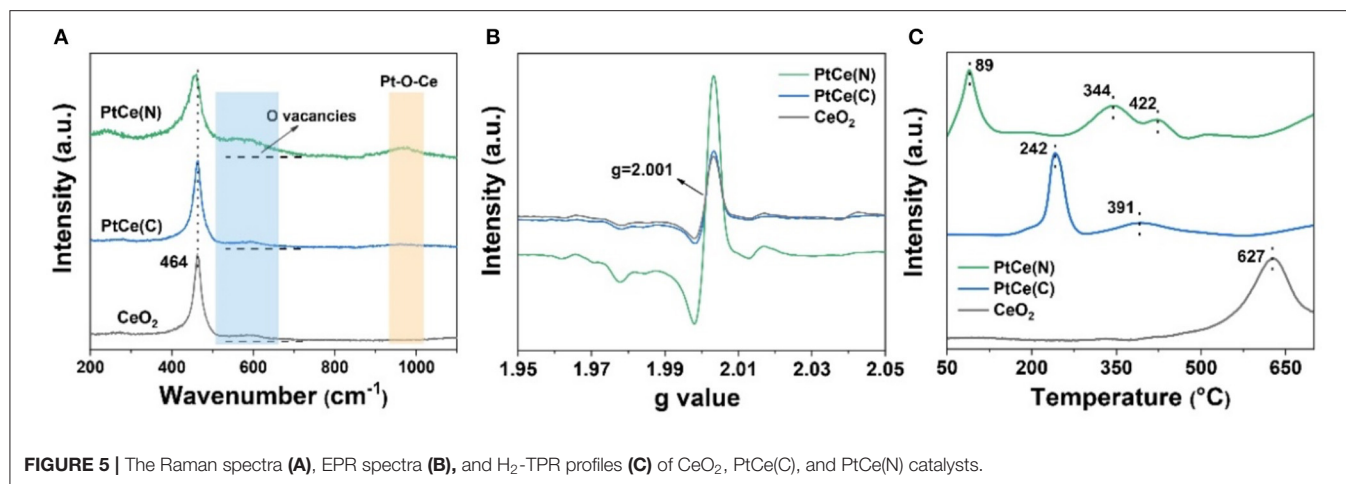 A
Intensity (a.u.)
PtCe(N)
PtCe(C)
CeO₂
464
O vacancies
Pt-O-Ce
200 400 600 800 1000
Wavenumber (cm⁻¹)
B
Intensity (a.u.)
PtCe(N)
PtCe(C)
CeO₂
g=2.001
1.95 1.97 1.99 2.01 2.03 2.05
g value
C
Intensity (a.u.)
89
344
422
242
391
627
PtCe(N)
PtCe(C)
CeO₂
50 200 350 500 650
Temperature (°C)
FIGURE 5 | The Raman spectra (A), EPR spectra (B), and H₂-TPR profiles (C) of CeO₂, PtCe(C), and PtCe(N) catalysts.